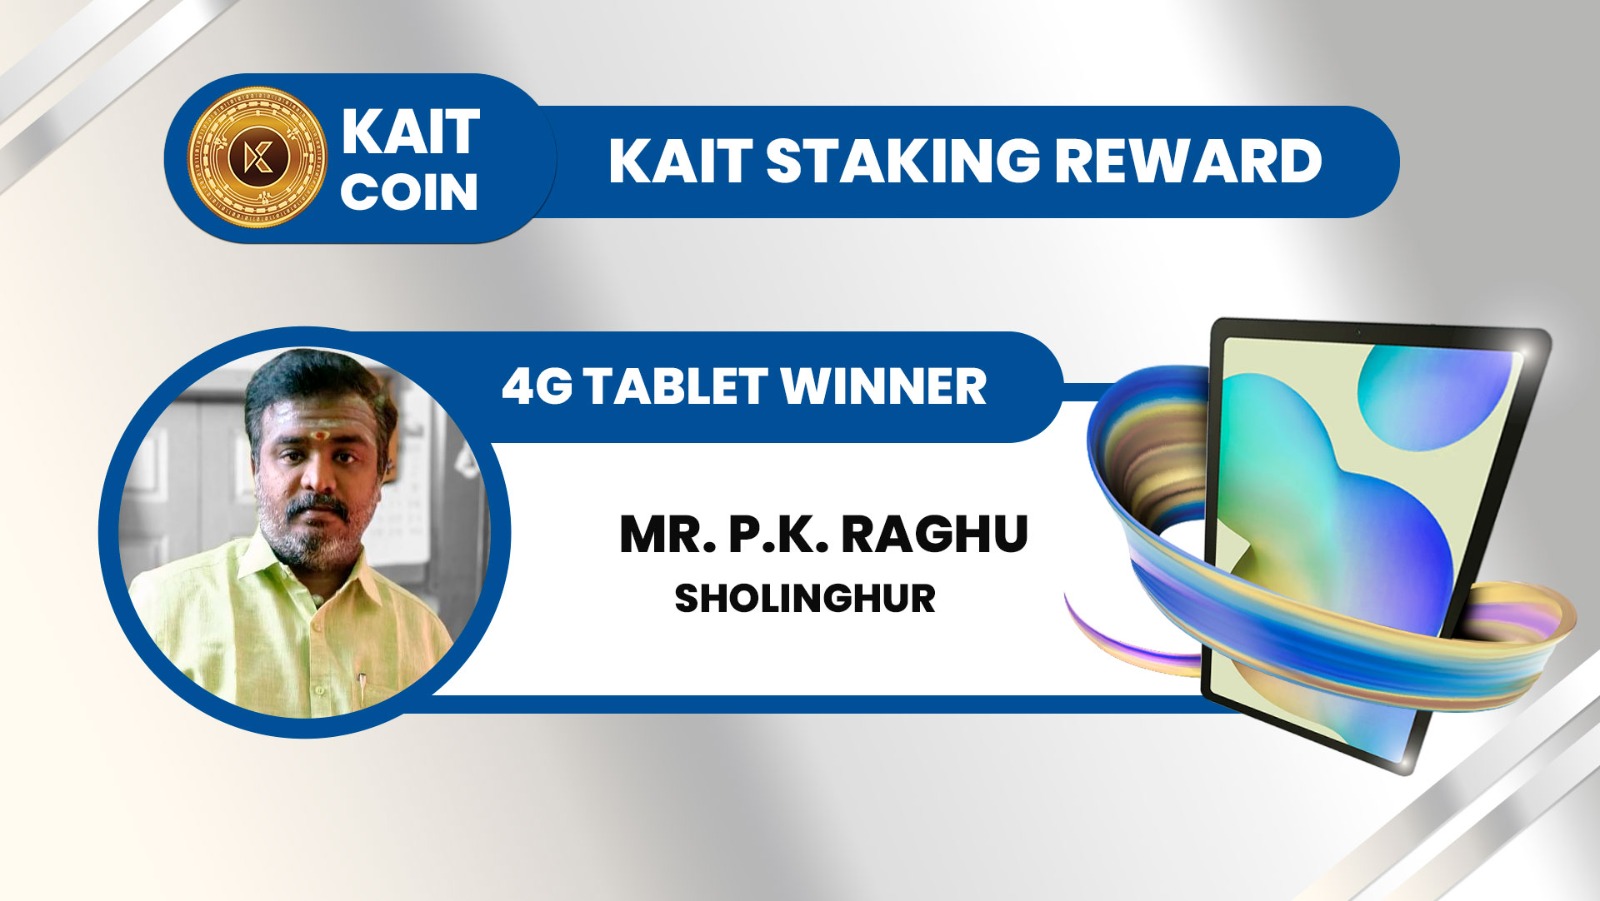 KAIT
COIN
KAIT STAKING REWARD
4G TABLET WINNER
MR. P.K. RAGHU
SHOLINGHUR